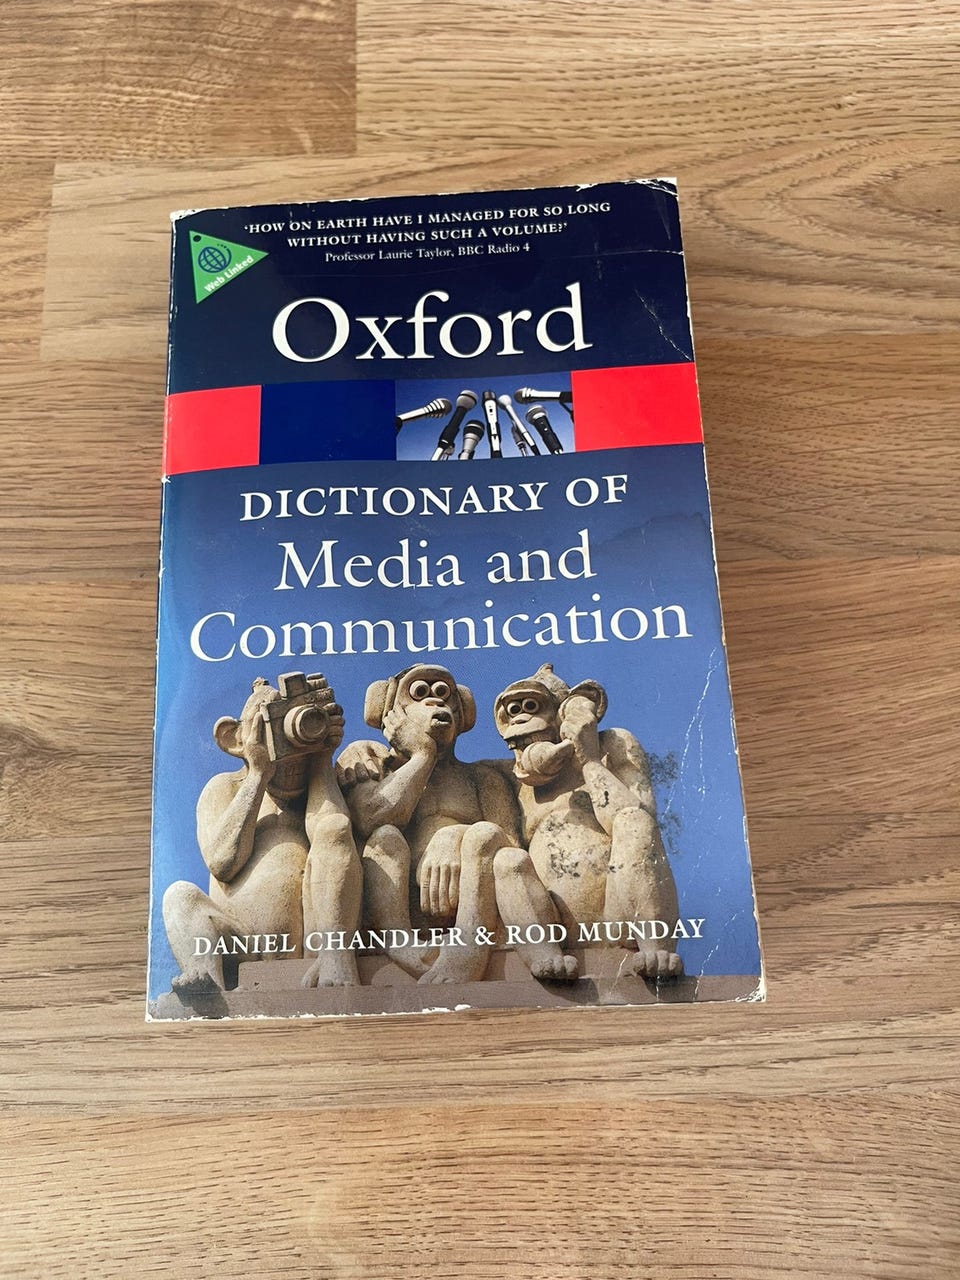 ‘HOW ON EARTH HAVE I MANAGED FOR SO LONG
WITHOUT HAVING SUCH A VOLUME?’
Professor Laurie Taylor, BBC Radio 4
Web Linked
Oxford
DICTIONARY OF
Media and
Communication
DANIEL CHANDLER & ROD MUNDAY